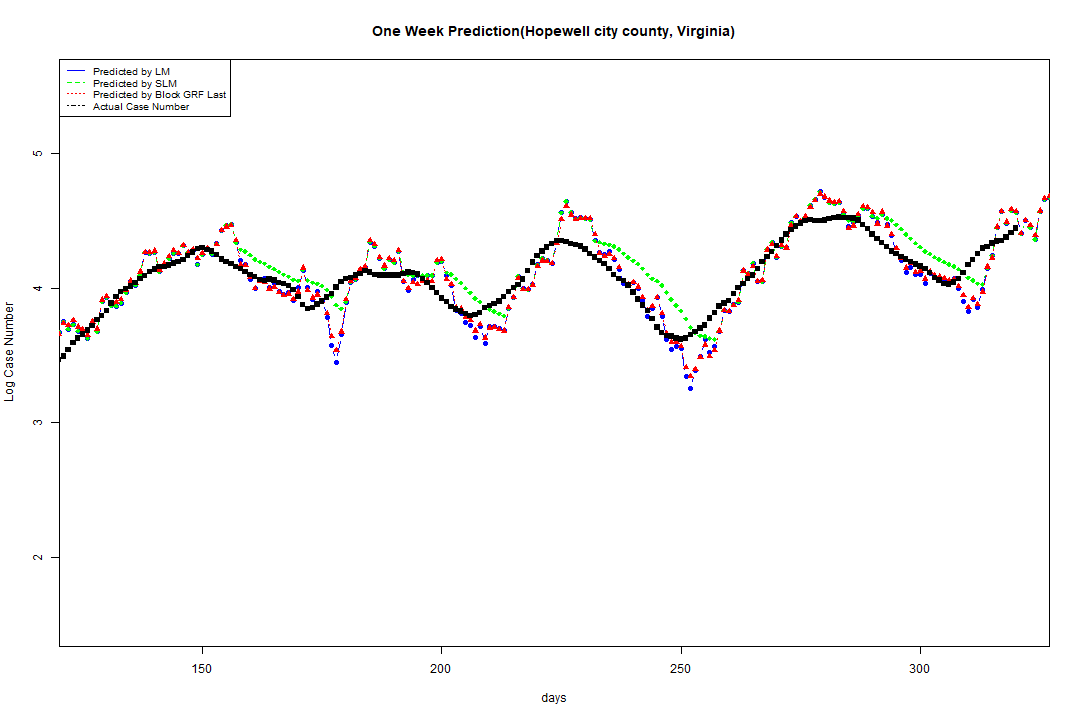 One Week Prediction(Hopewell city county, Virginia)
Predicted by LM
Predicted by SLM
Predicted by Block GRF Last
Actual Case Number
5
4
3
2
Log Case Number
150
200
250
300
days